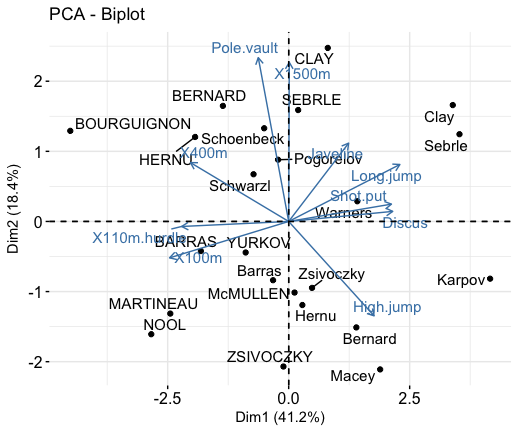 PCA - Biplot
Pole.vault
CLAY
X1500m
BERNARD
SEBRLE
Clay
BOURGUIGNON
Schoenbeck
Sebrle
X400m
Javeline
HERNU
Pogorelov
Schwarzl
Long.jump
Shot.put
Warners
Discus
X110m.hurdle
BARRAS
YURKOV
X100m
Barras
Zsivoczky
Karpov
McMULLEN
MARTINEAU
High.jump
Hernu
NOOL
Bernard
ZSIVOCZKY
Macey
2
1
0
-1
-2
Dim2 (18.4%)
-2.5
0.0
2.5
Dim1 (41.2%)